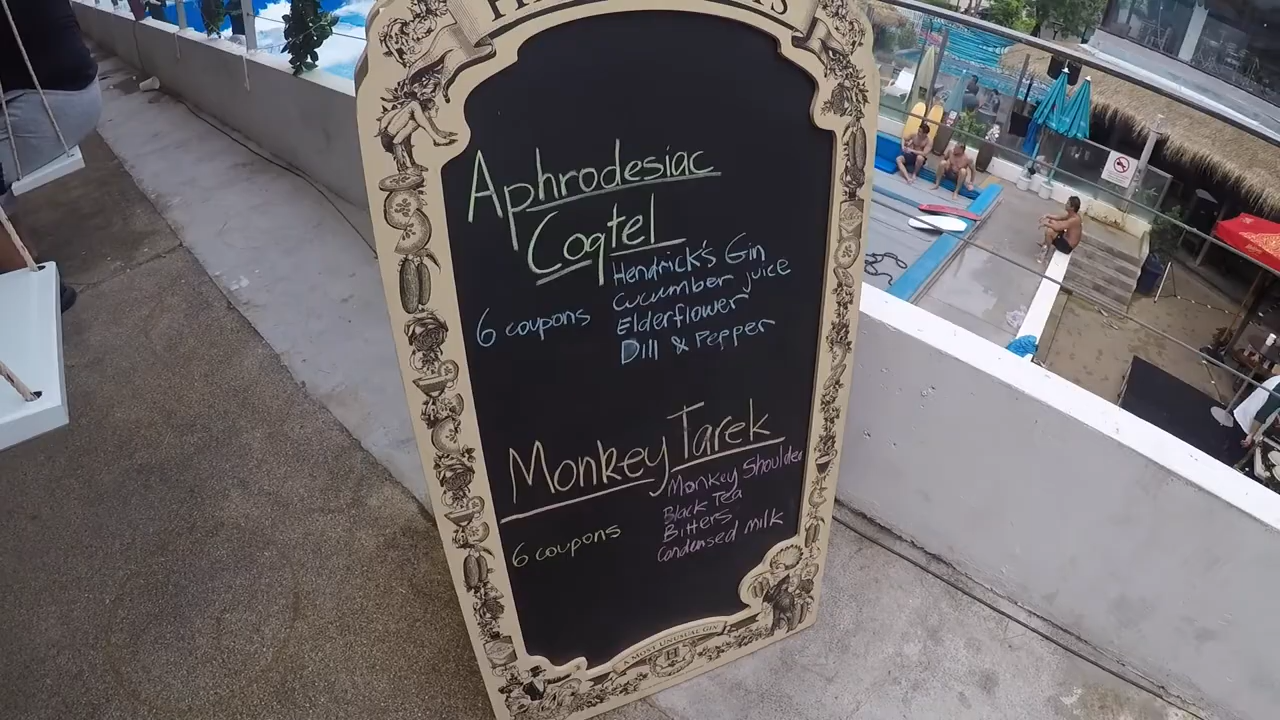 Aphrodesiac
Coqtel
6 coupons
Hendrick's Gin
cucumber juice
Elderflower
Dill & Pepper
Monkey Tarek
6 coupons
Monkey Shoulder
Black Tea
Bitters
Condensed milk
A MOST UNUSUAL GIN